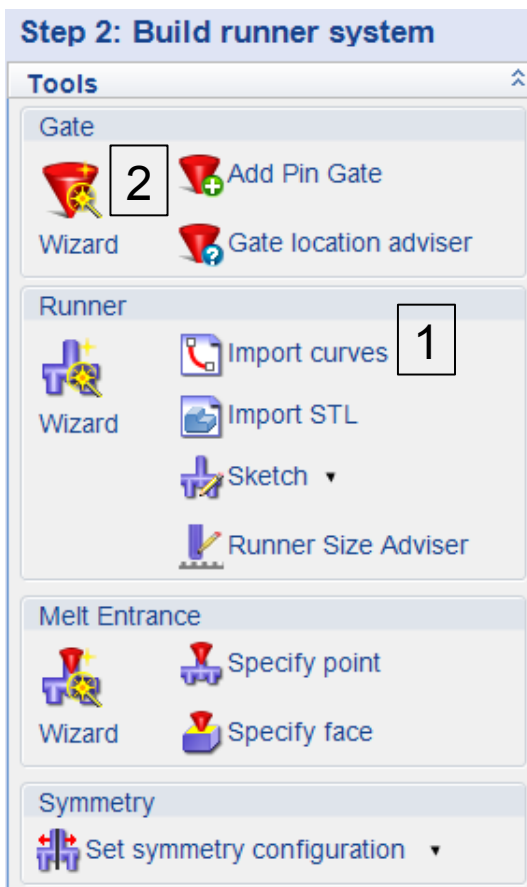 Step 2: Build runner system
Tools
Gate
2
Add Pin Gate
Wizard
Gate location adviser
Runner
Import curves
1
Wizard
Import STL
Sketch
Runner Size Adviser
Melt Entrance
Specify point
Wizard
Specify face
Symmetry
Set symmetry configuration